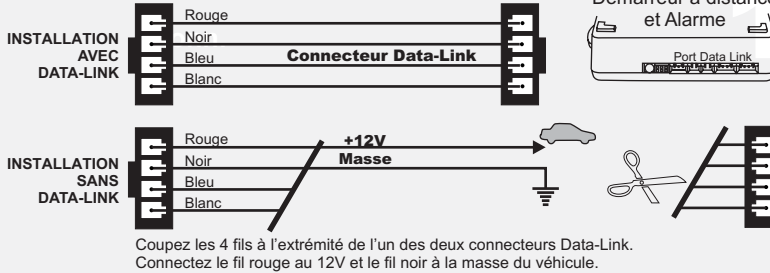 Démarreur à distance
et Alarme
Port Data Link
INSTALLATION
AVEC
DATA-LINK
Rouge
Noir
Bleu
Blanc
Connecteur Data-Link
INSTALLATION
SANS
DATA-LINK
Rouge
Noir
Bleu
Blanc
+12V
Masse
Coupez les 4 fils à l'extrémité de l'un des deux connecteurs Data-Link.
Connectez le fil rouge au 12V et le fil noir à la masse du véhicule.